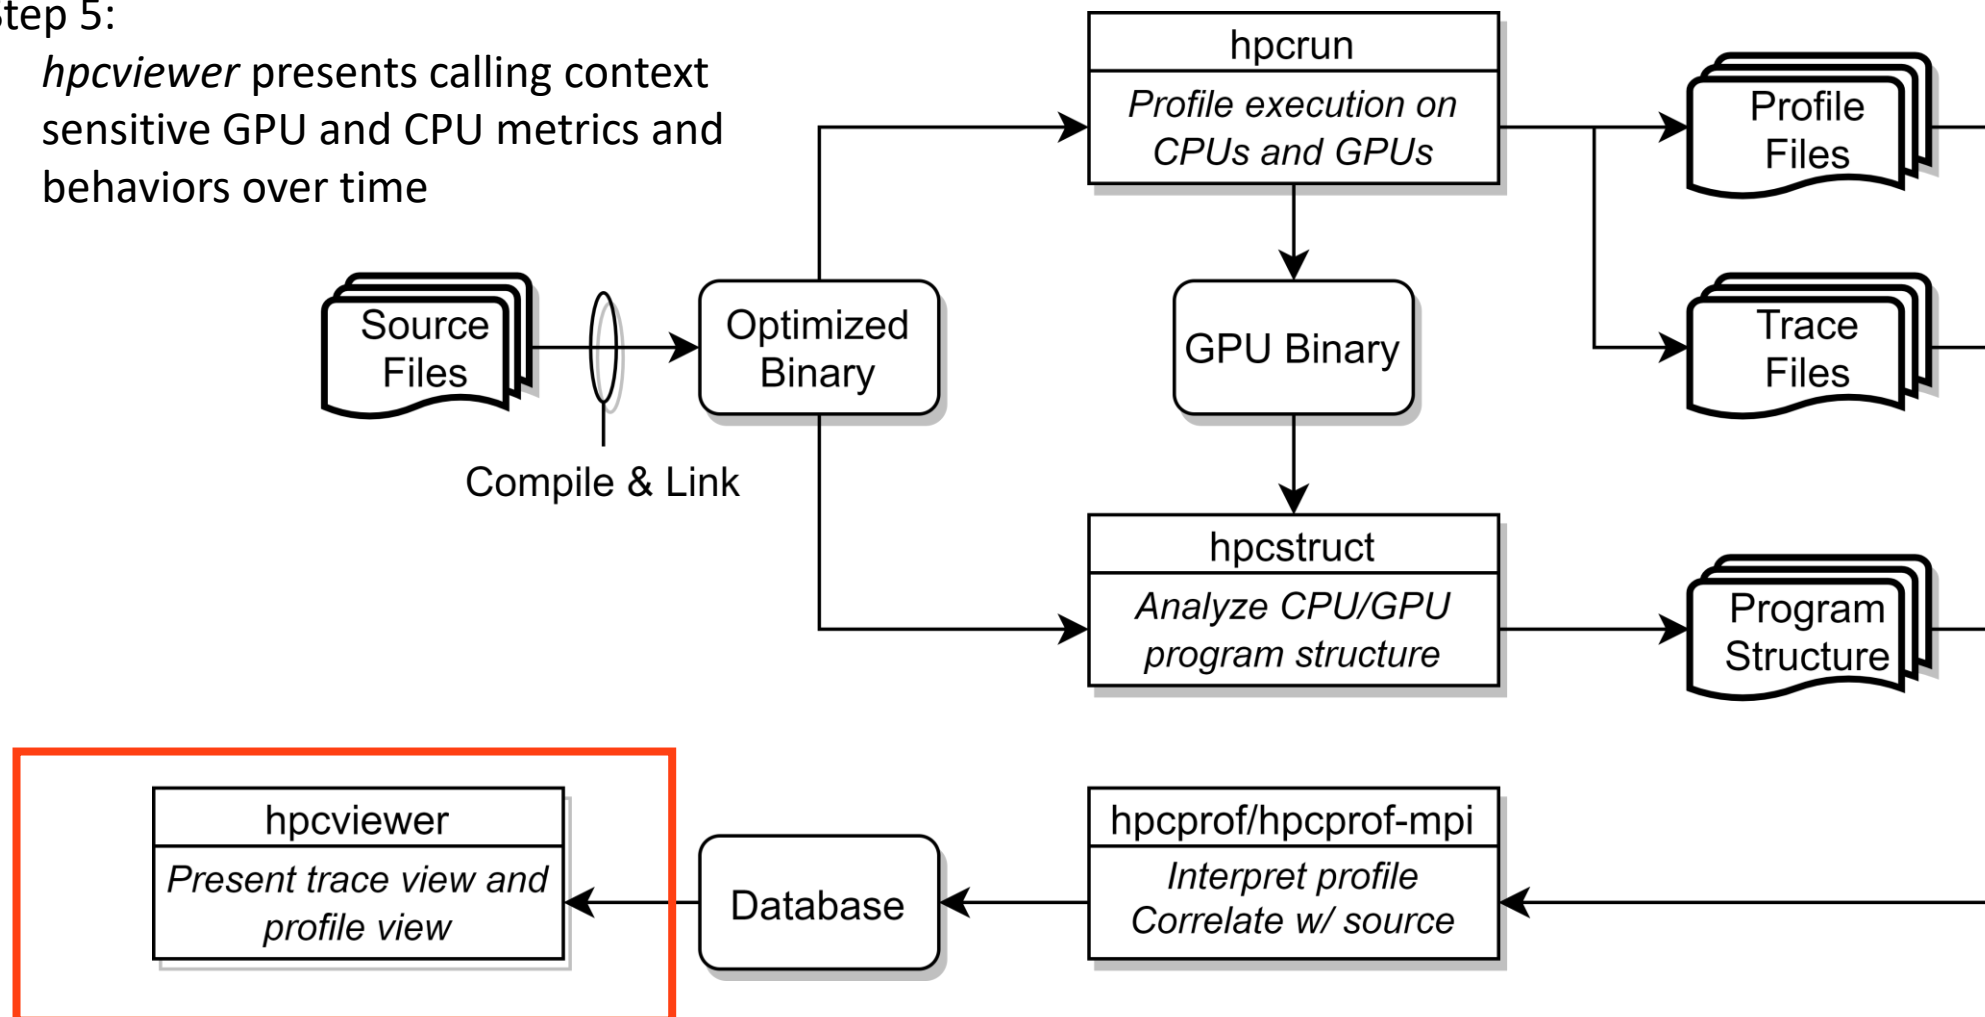 Step 5:
hpcviewer presents calling context
sensitive GPU and CPU metrics and
behaviors over time
hpcrun
Profile execution on
CPUs and GPUs
Profile
Files
Source
Files
Optimized
Binary
GPU Binary
Trace
Files
Compile & Link
hpcstruct
Analyze CPU/GPU
program structure
Program
Structure
hpcviewer
Present trace view and
profile view
Database
hpcprof/hpcprof-mpi
Interpret profile
Correlate w/ source